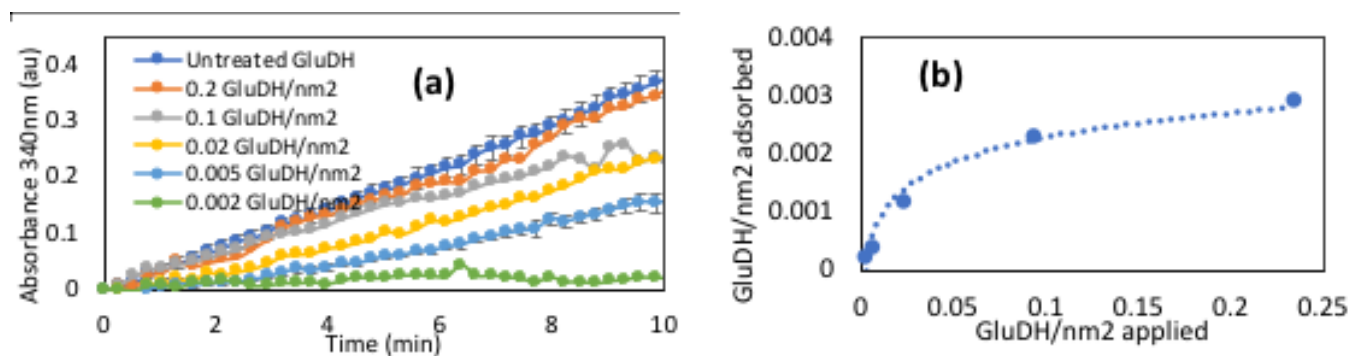 Absorbance 340nm (au)
0.4
0.3
0.2
0.1
0
Untreated GluDH
0.2 GluDH/nm2
0.1 GluDH/nm2
0.02 GluDH/nm2
0.005 GluDH/nm2
0.002 GluDH/nm2
(a)
0 2 4 6 8 10
Time (min)
GluDH/nm2 adsorbed
0.004
0.003
0.002
0.001
0
(b)
0 0.05 0.1 0.15 0.2 0.25
GluDH/nm2 applied